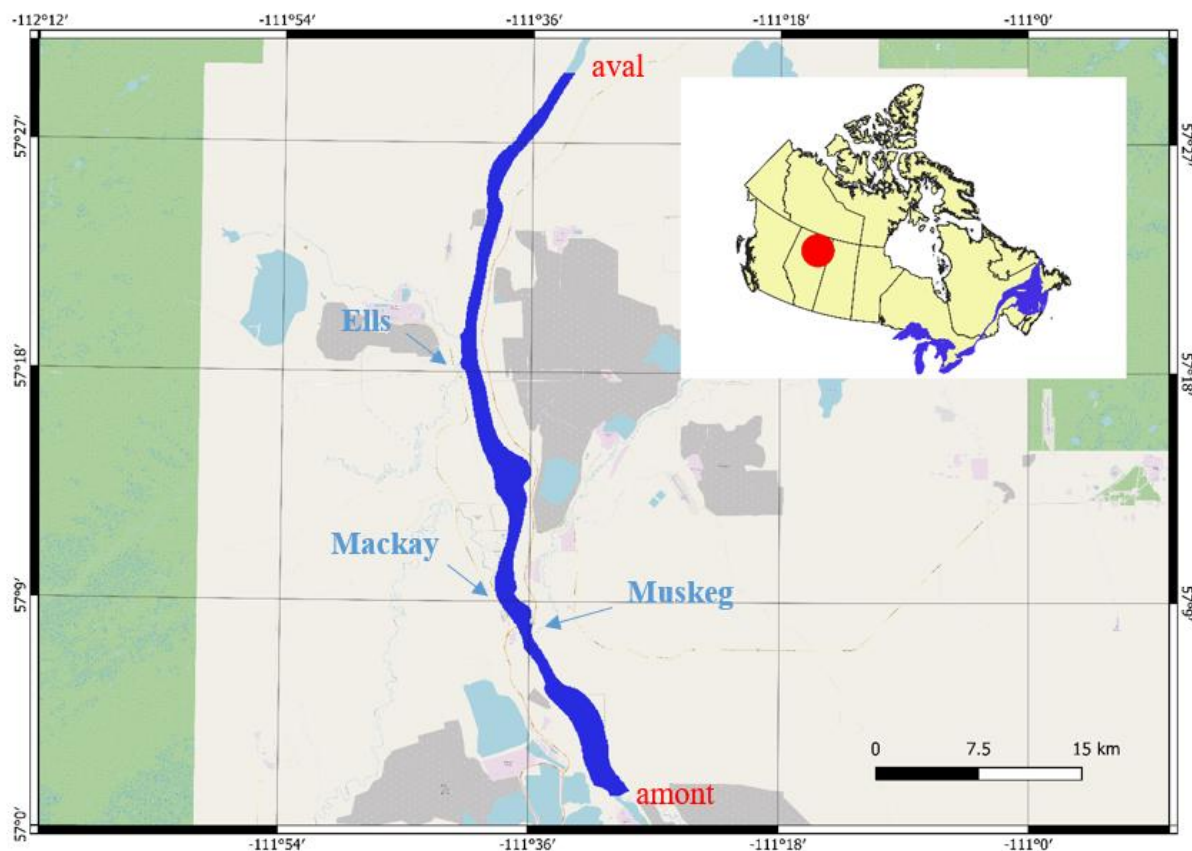 -112°12′ -111°54′ -111°36′ -111°18′ -111°0′
aval
57°27′ 57°27′
Ells
57°18′ 57°18′
Mackay
Muskeg
57°9′ 57°9′
0 7.5 15 km
amont
57°0′ 57°0′
-111°54′ -111°36′ -111°18′ -111°0′